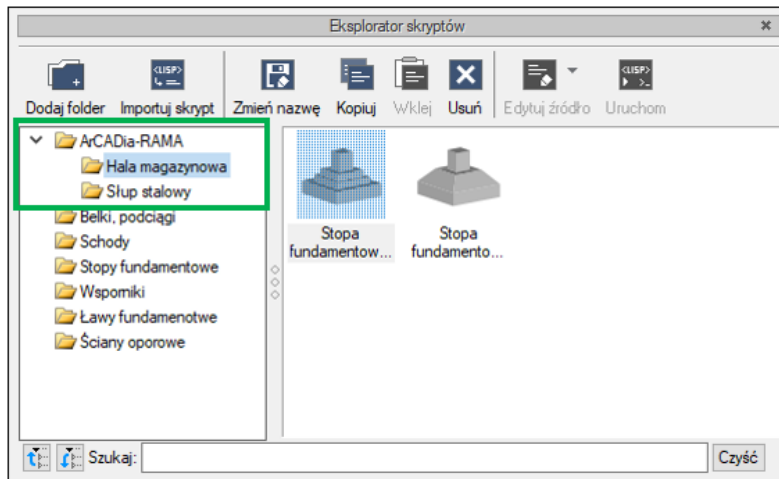 Eksplorator skryptów
<LISP>
<LISP>
Dodaj folder Importuj skrypt Zmień nazwę Kopiuj Wklej Usuń Edytuj źródło Uruchom
ArCADia-RAMA
Hala magazynowa
Słup stalowy
Belki, podciągi
Schody
Stopy fundamentowe
Wsporniki
Ławy fundamenotwe
Ściany oporowe
Stopa
fundamentow...
Stopa
fundamento...
Szukaj:
Czyść